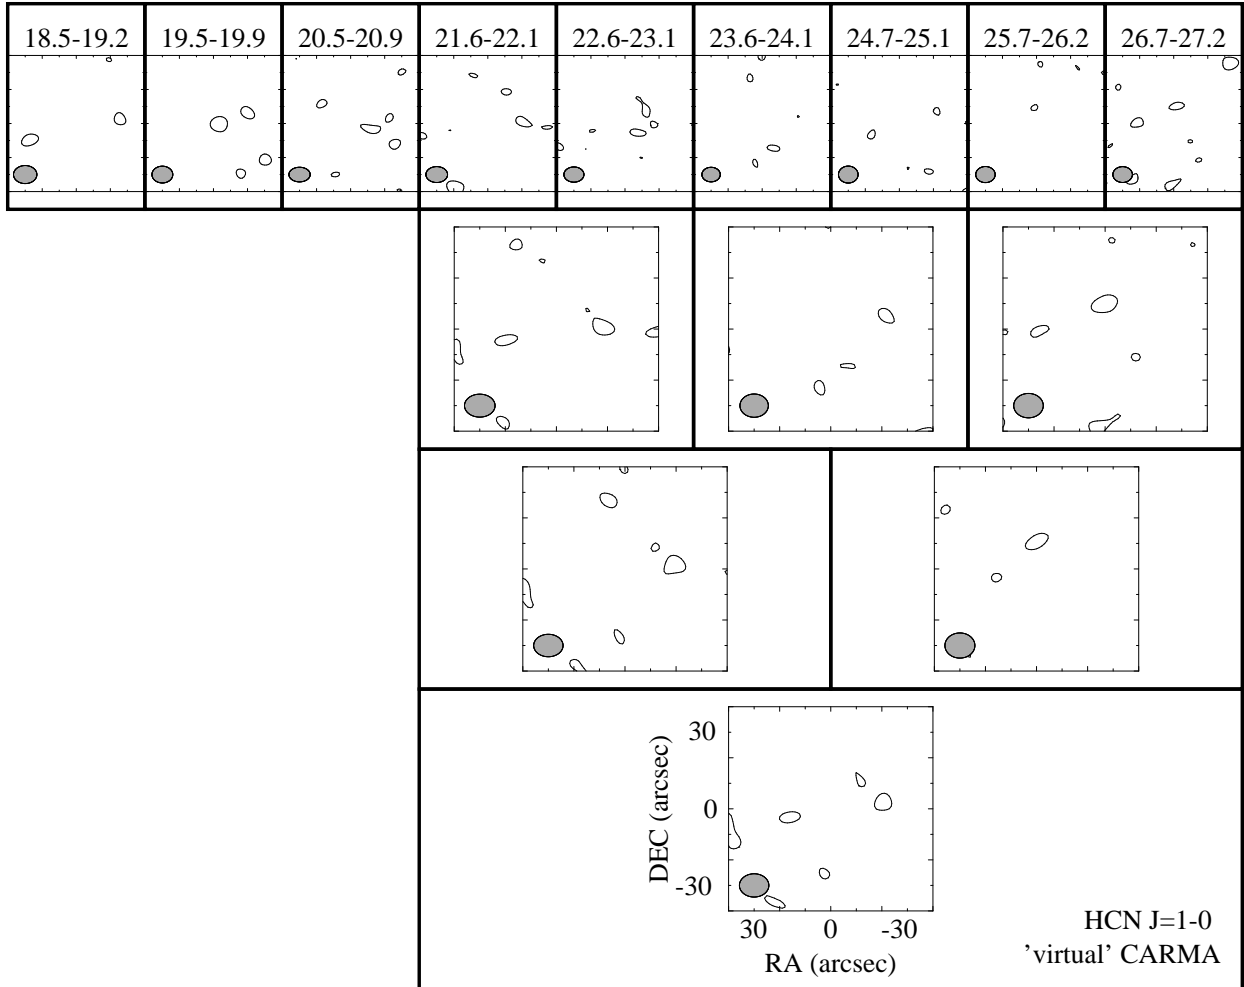 18.5-19.2 19.5-19.9 20.5-20.9 21.6-22.1 22.6-23.1 23.6-24.1 24.7-25.1 25.7-26.2 26.7-27.2
30
0
-30
DEC (arcsec)
30 0 -30
RA (arcsec)
HCN J=1-0
’virtual’ CARMA